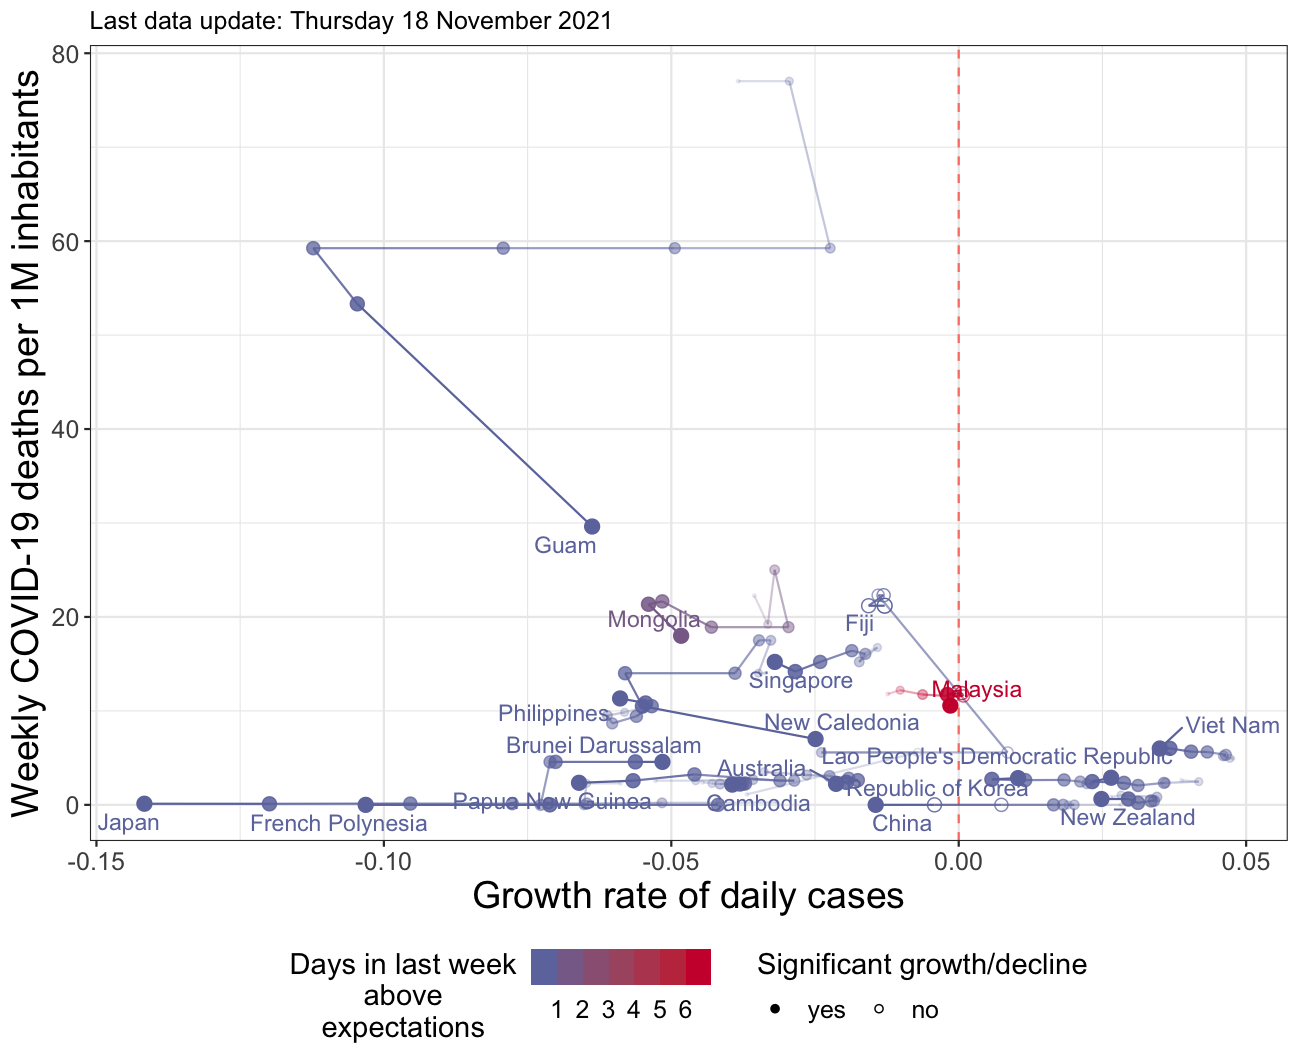 Last data update: Thursday 18 November 2021
Weekly COVID-19 deaths per 1M inhabitants
80
60
40
20
0
Guam
Mongolia
Fiji
Singapore
Malaysia
Philippines
New Caledonia
Viet Nam
Brunei Darussalam
Lao People's Democratic Republic
Australia
Republic of Korea
Papua New Guinea
Cambodia
Japan
French Polynesia
China
New Zealand
-0.15
-0.10
-0.05
0.00
0.05
Growth rate of daily cases
Days in last week
above
expectations
1 2 3 4 5 6
Significant growth/decline
yes
no